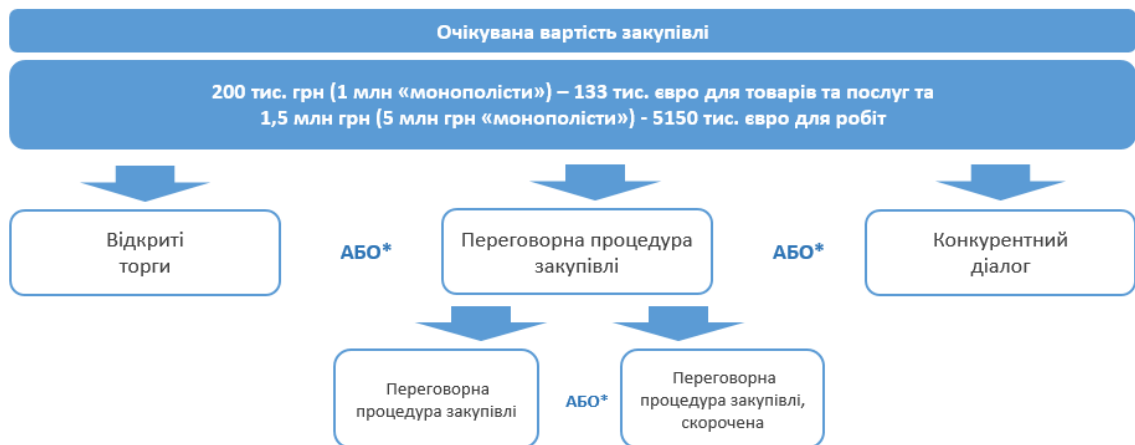 Очікувана вартість закупівлі
200 тис. грн (1 млн «монополісти») – 133 тис. євро для товарів та послуг та
1,5 млн грн (5 млн грн «монополісти») - 5150 тис. євро для робіт
Відкриті
торги
АБО*
Переговорна процедура
закупівлі
АБО*
Конкурентний
діалог
Переговорна
процедура закупівлі
АБО*
Переговорна
процедура закупівлі,
скорочена